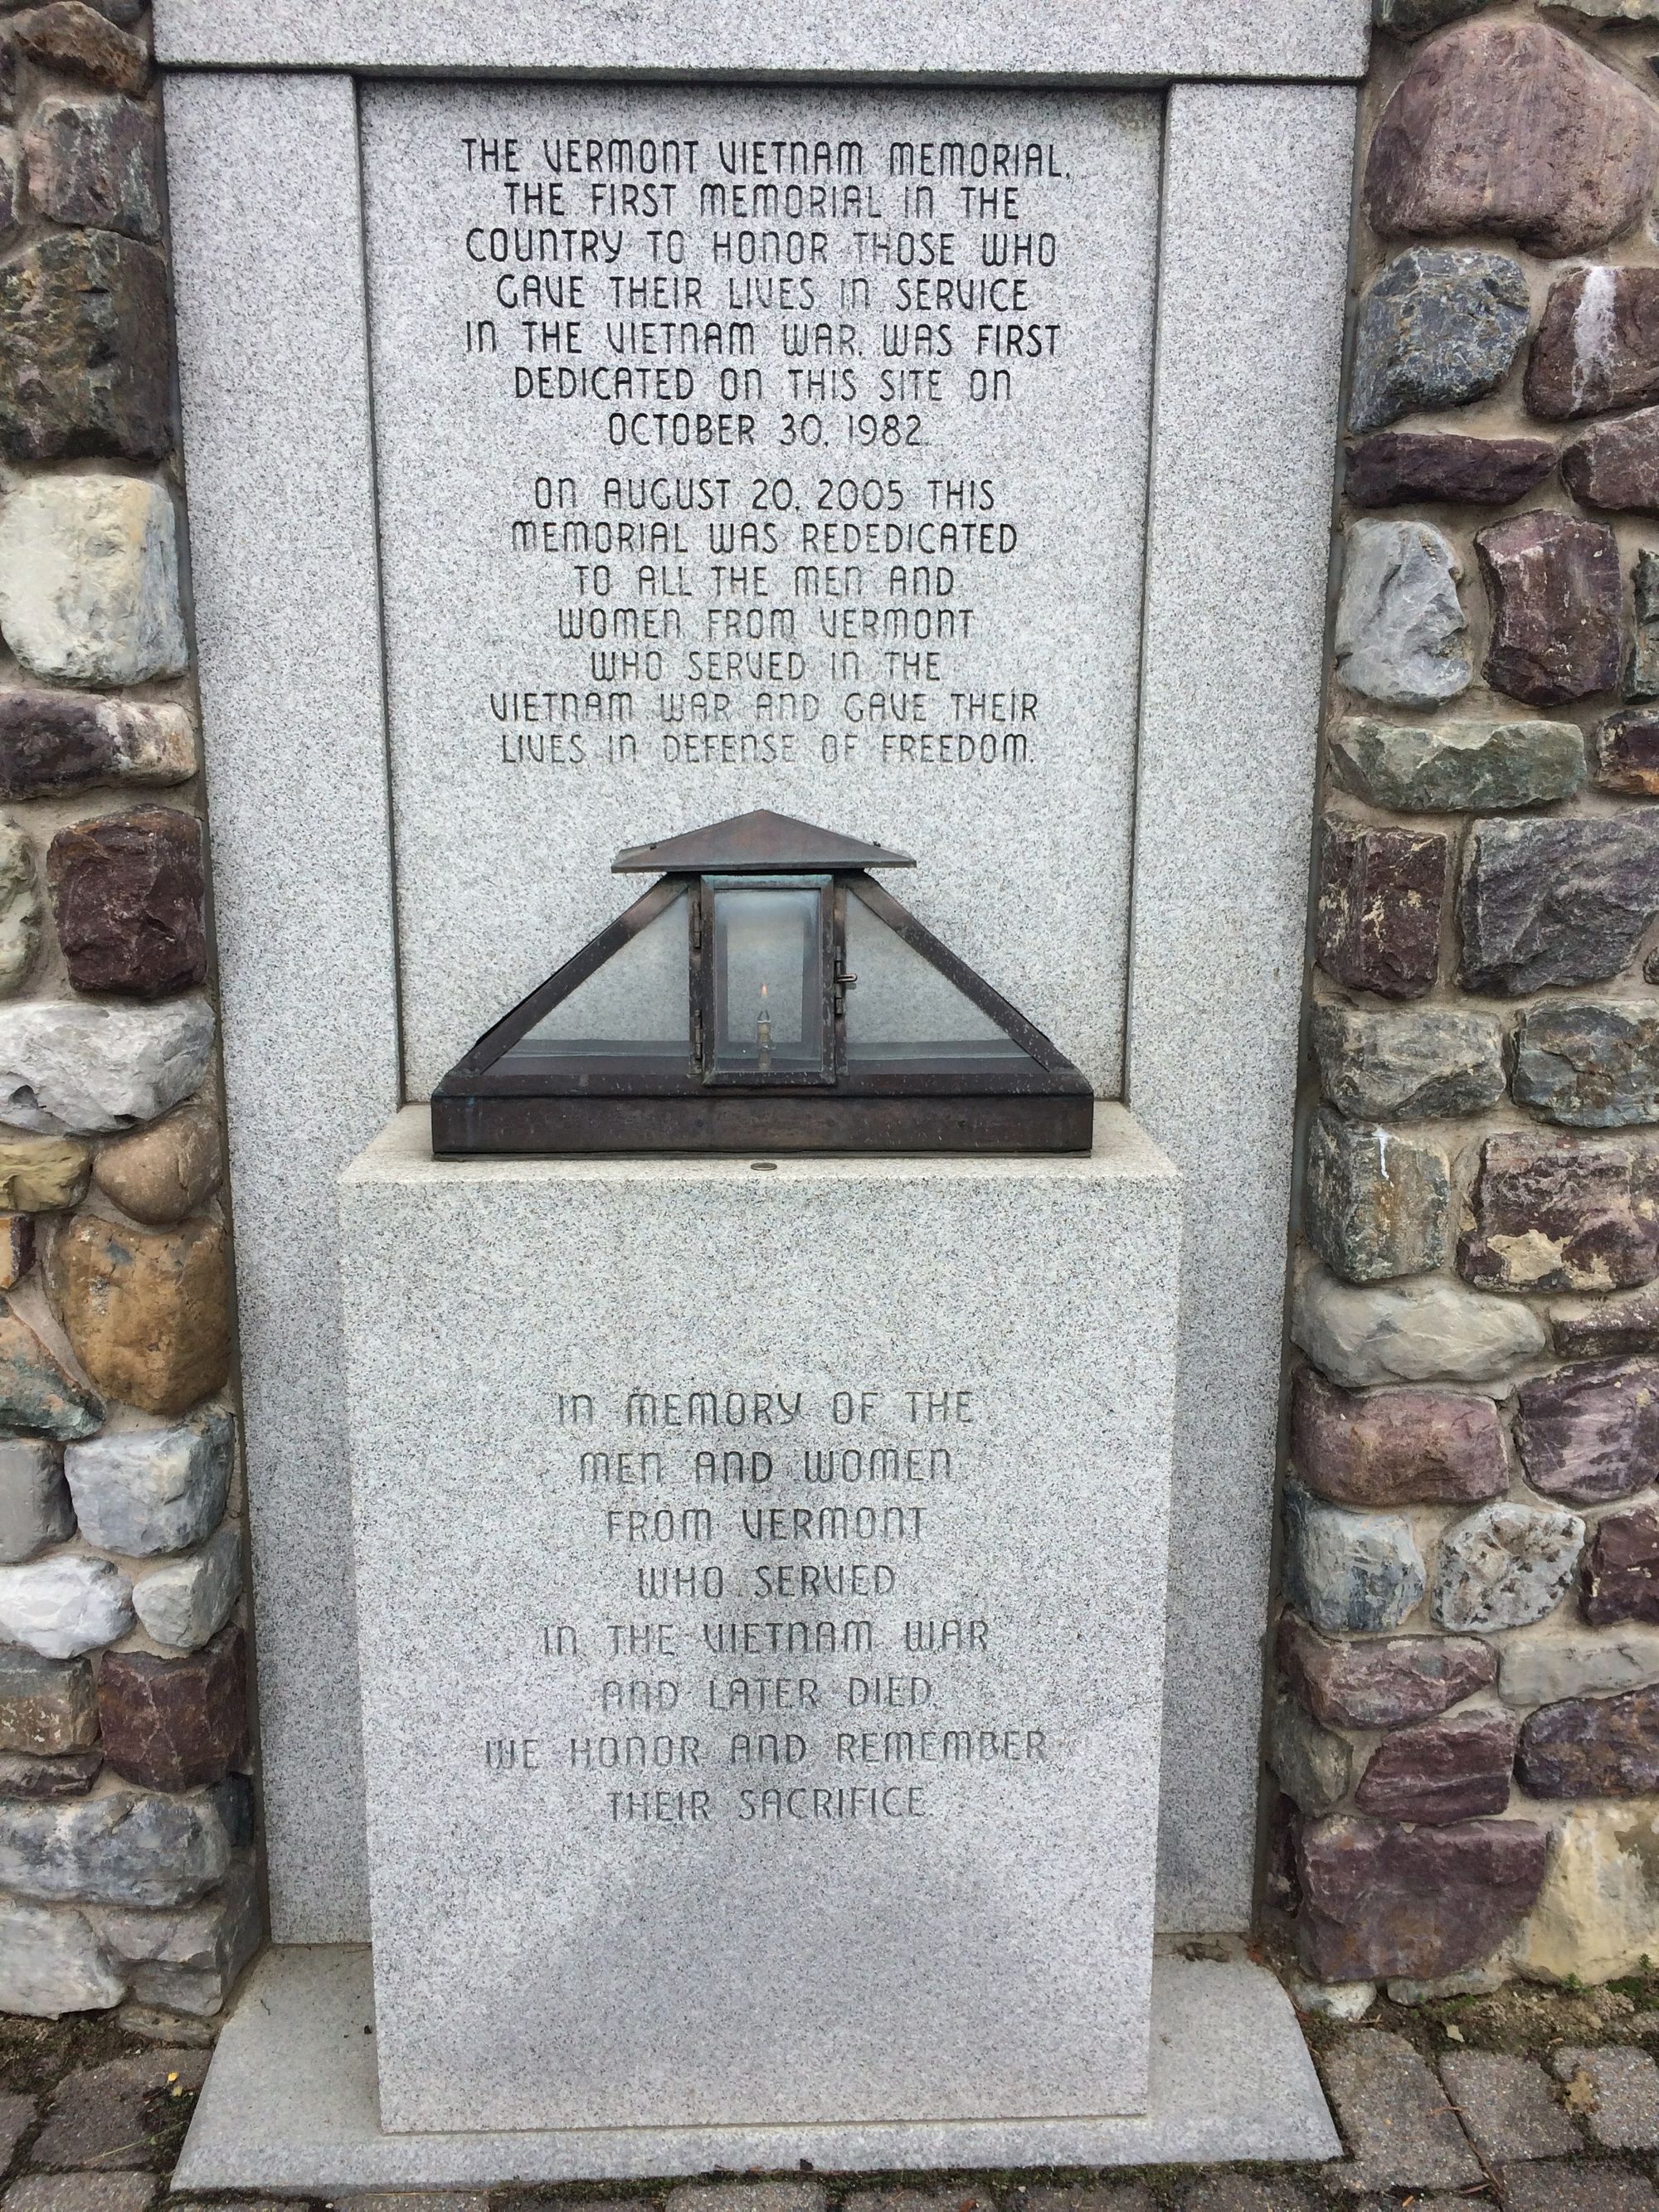 THE VERMONT VIETNAM MEMORIAL,
THE FIRST MEMORIAL IN THE
COUNTRY TO HONOR THOSE WHO
GAVE THEIR LIVES IN SERVICE
IN THE VIETNAM WAR, WAS FIRST
DEDICATED ON THIS SITE ON
OCTOBER 30, 1982.
ON AUGUST 20, 2005 THIS
MEMORIAL WAS REDEDICATED
TO ALL THE MEN AND
WOMEN FROM VERMONT
WHO SERVED IN THE
VIETNAM WAR AND GAVE THEIR
LIVES IN DEFENSE OF FREEDOM.
IN MEMORY OF THE
MEN AND WOMEN
FROM VERMONT
WHO SERVED
IN THE VIETNAM WAR
AND LATER DIED.
WE HONOR AND REMEMBER
THEIR SACRIFICE.